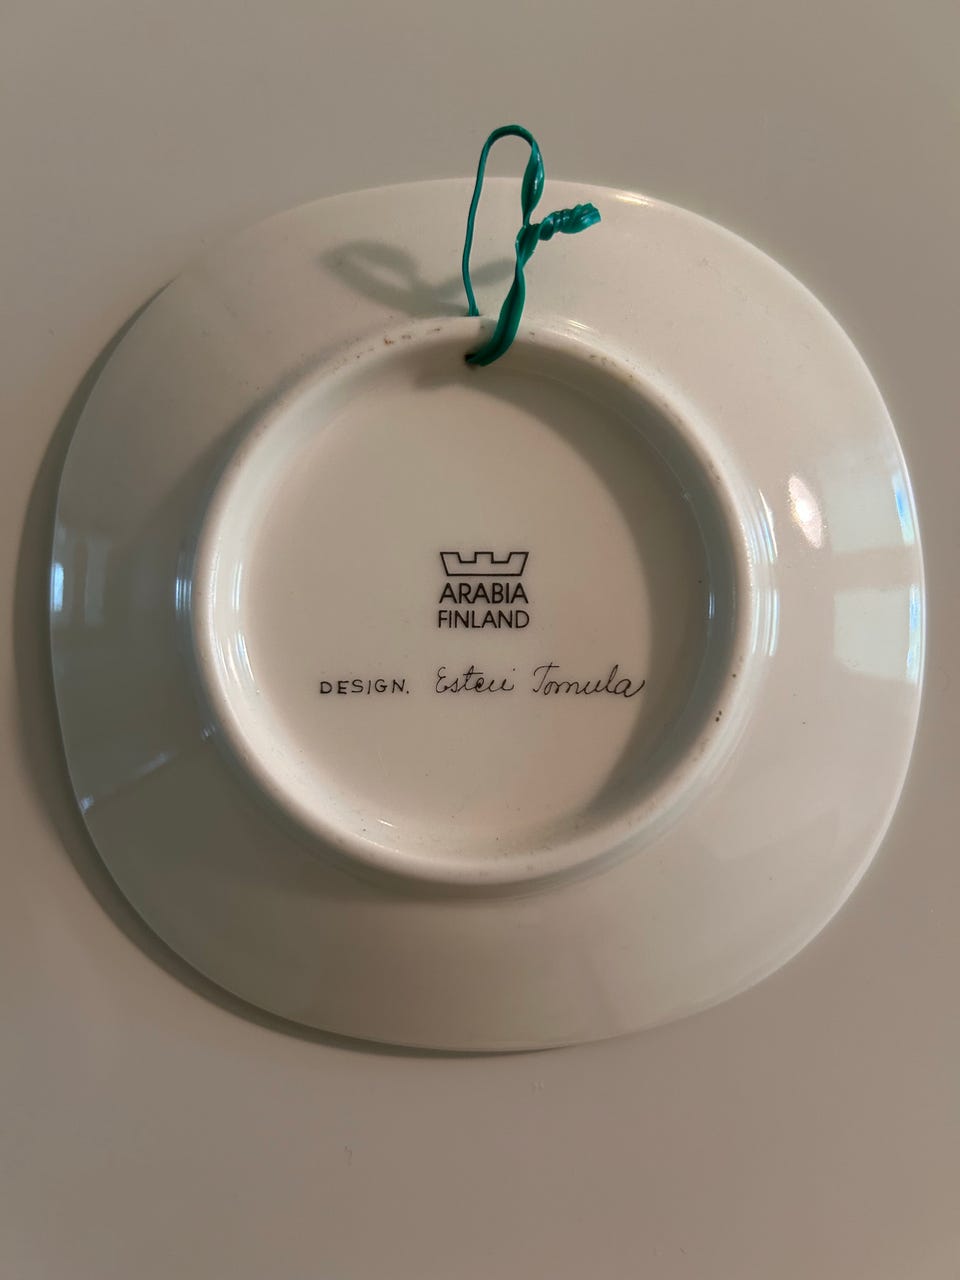 ARABIA
FINLAND
DESIGN. Esteri Tomula